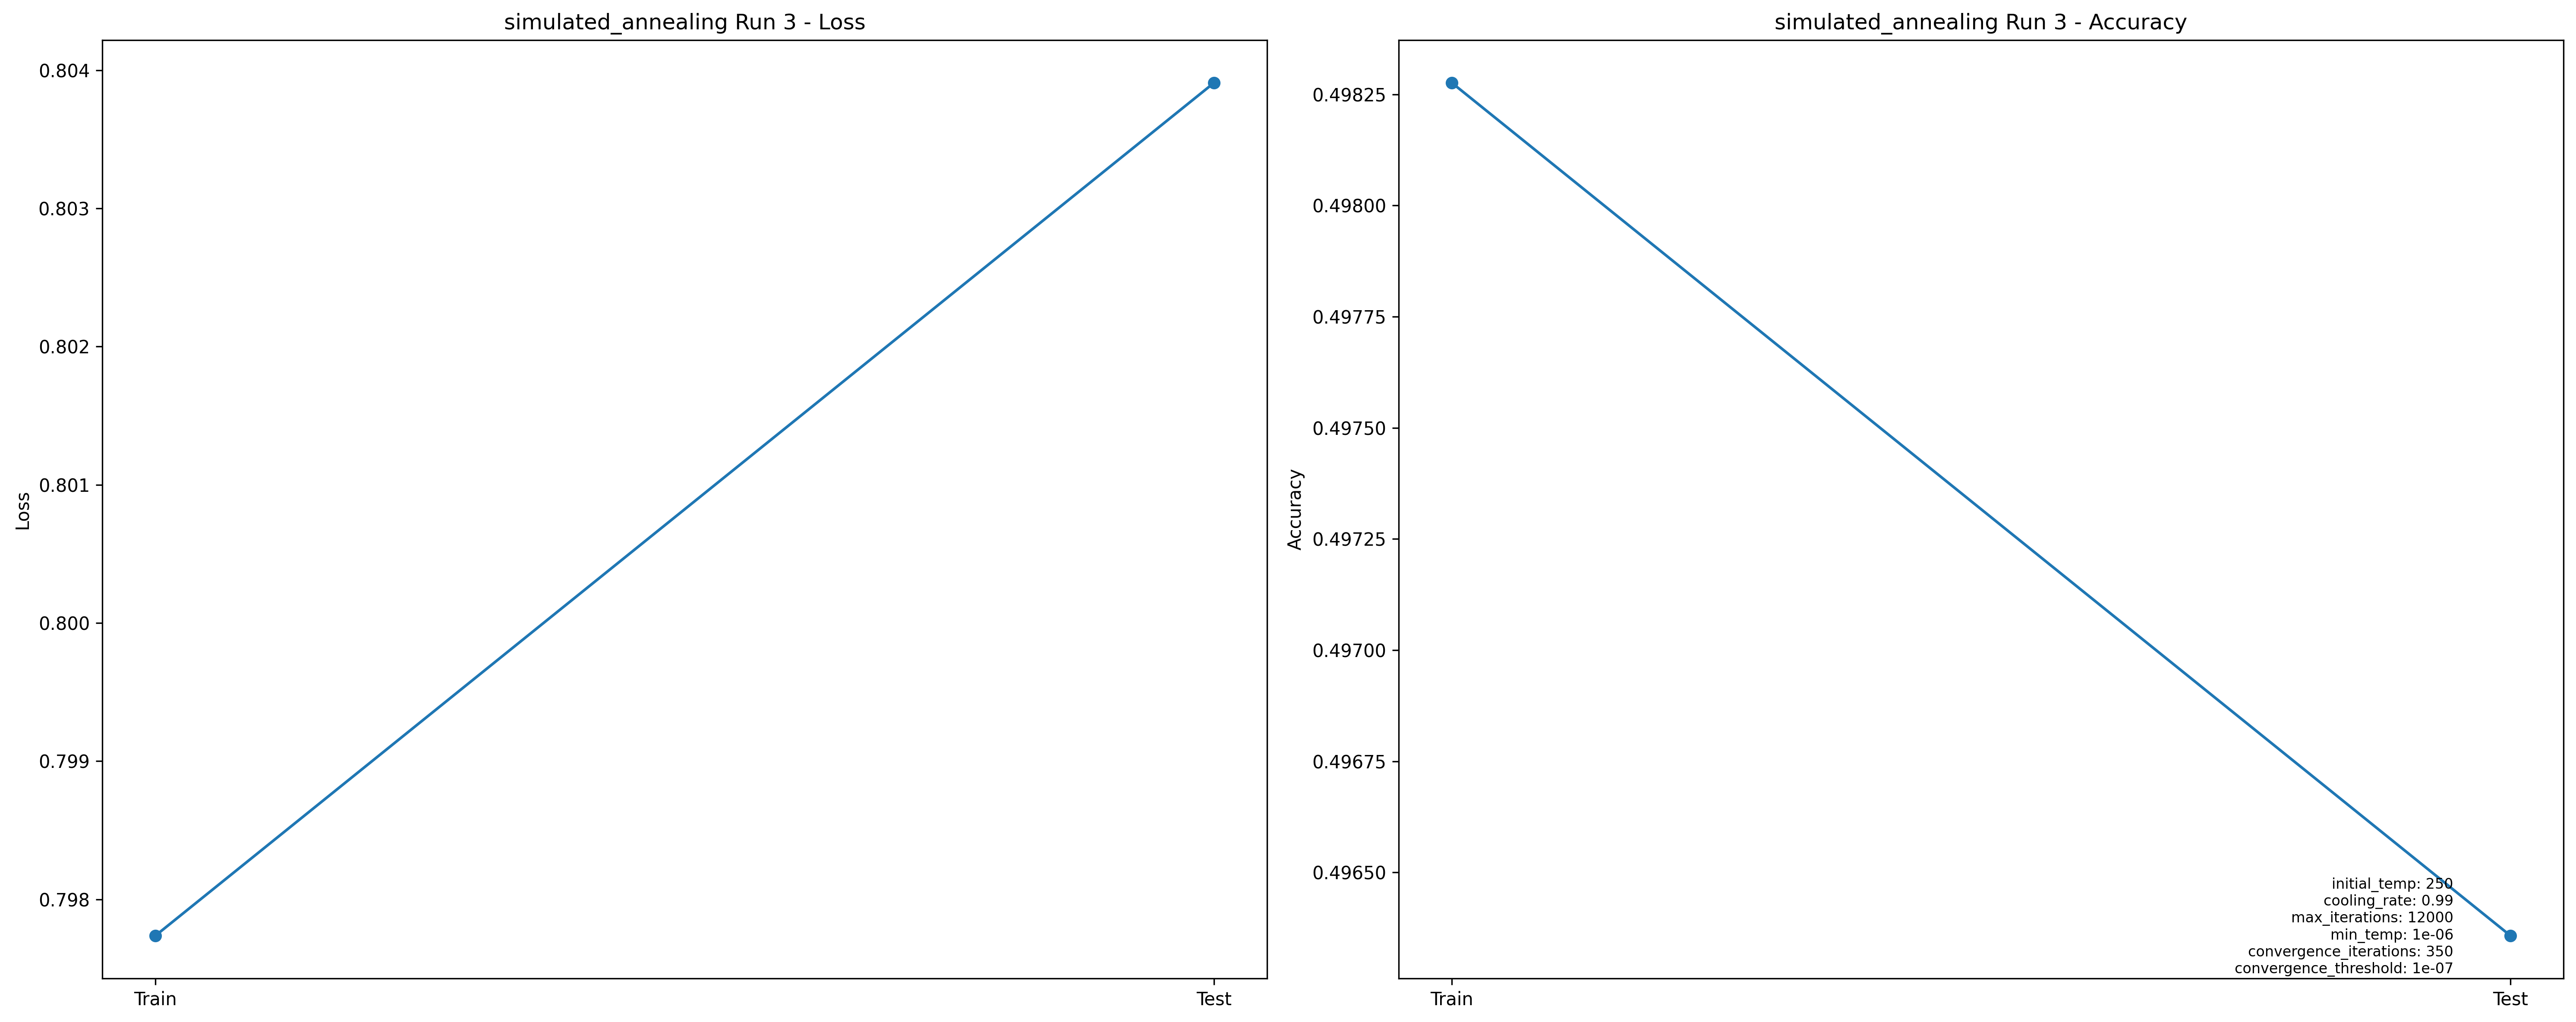 simulated_annealing Run 3 - Loss
0.804
0.803
0.802
0.801
0.800
0.799
0.798
Loss
Train
Test
simulated_annealing Run 3 - Accuracy
0.49825
0.49800
0.49775
0.49750
0.49725
0.49700
0.49675
0.49650
Accuracy
initial_temp: 250
cooling_rate: 0.99
max_iterations: 12000
min_temp: 1e-06
convergence_iterations: 350
convergence_threshold: 1e-07
Train
Test